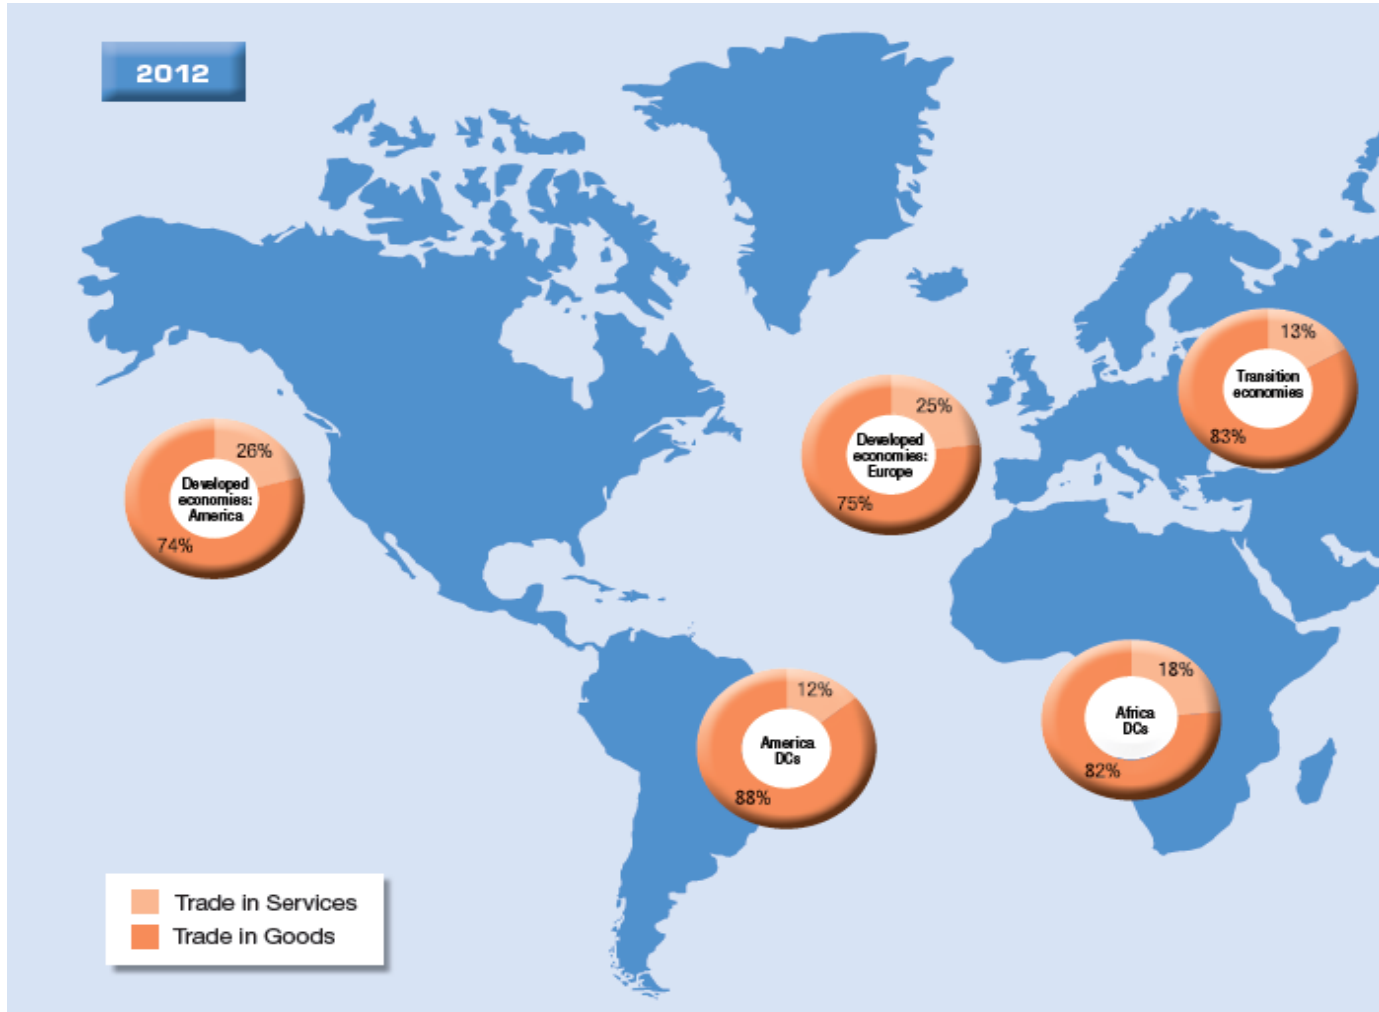 2012
13%
Transition
economies
83%
25%
Developed
economies:
Europe
75%
26%
Developed
economies:
America
74%
18%
Africa
DCs
82%
12%
America
DCs
88%
Trade in Services
Trade in Goods